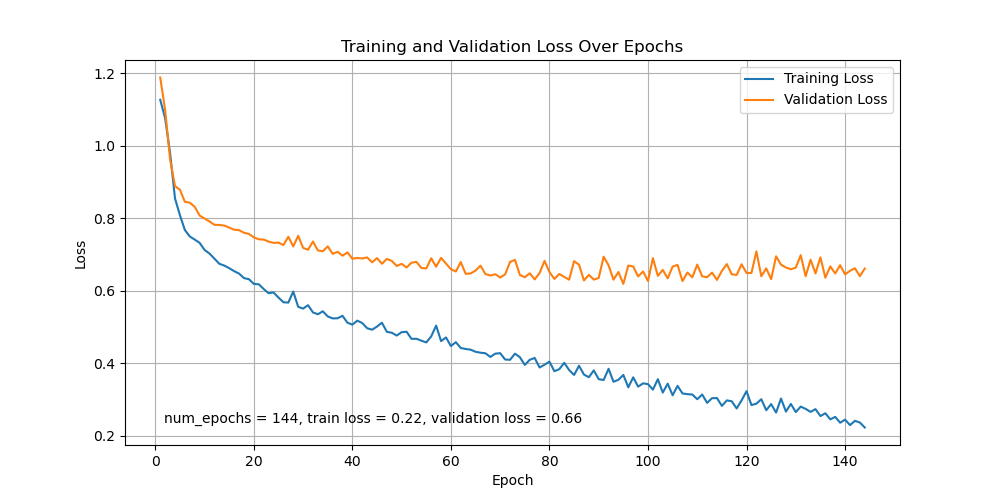 Training and Validation Loss Over Epochs
Training Loss
Validation Loss
Loss
1.2
1.0
0.8
0.6
0.4
0.2
num_epochs = 144, train loss = 0.22, validation loss = 0.66
0 20 40 60 80 100 120 140
Epoch